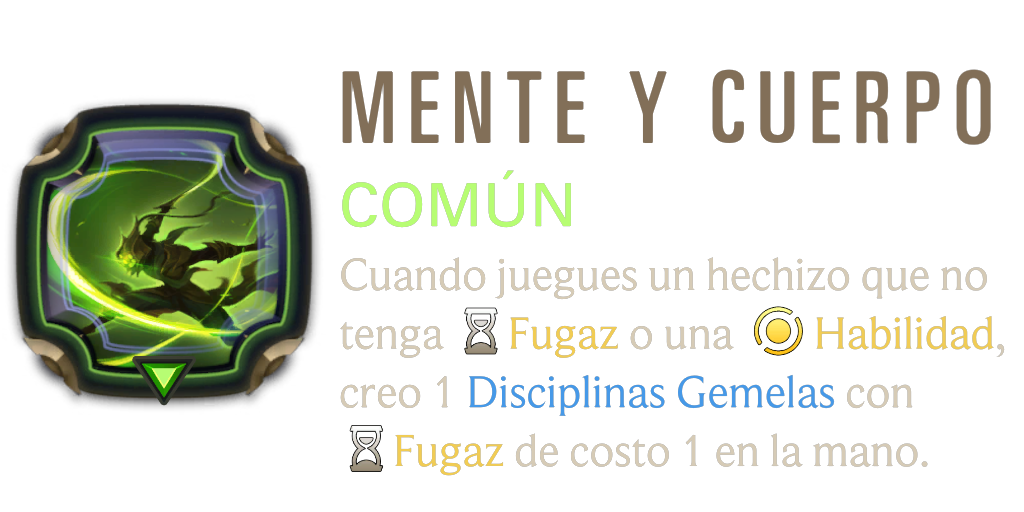 MENTE Y CUERPO
COMÚN
Cuando juegues un hechizo que no
tenga Fugaz o una Habilidad,
creo 1 Disciplinas Gemelas con
Fugaz de costo 1 en la mano.